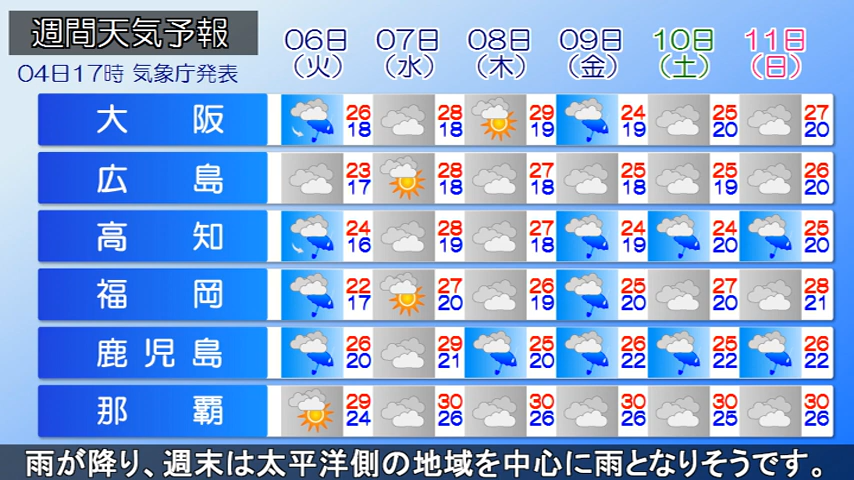 週間天気予報
04日17時 気象庁発表
06日 07日 08日 09日 10日 11日
(火) (水) (木) (金) (土) (日)
大阪 26 18 28 18 29 19 24 19 25 20 27 20
広島 23 17 28 18 27 18 25 18 25 19 26 20
高知 24 16 28 19 27 18 24 19 24 20 25 20
福岡 22 17 27 20 26 19 25 20 27 20 28 21
鹿児島 26 20 29 21 25 20 26 22 25 22 26 22
那覇 29 24 30 26 30 26 30 26 30 25 30 26
雨が降り、週末は太平洋側の地域を中心に雨となりそうです。